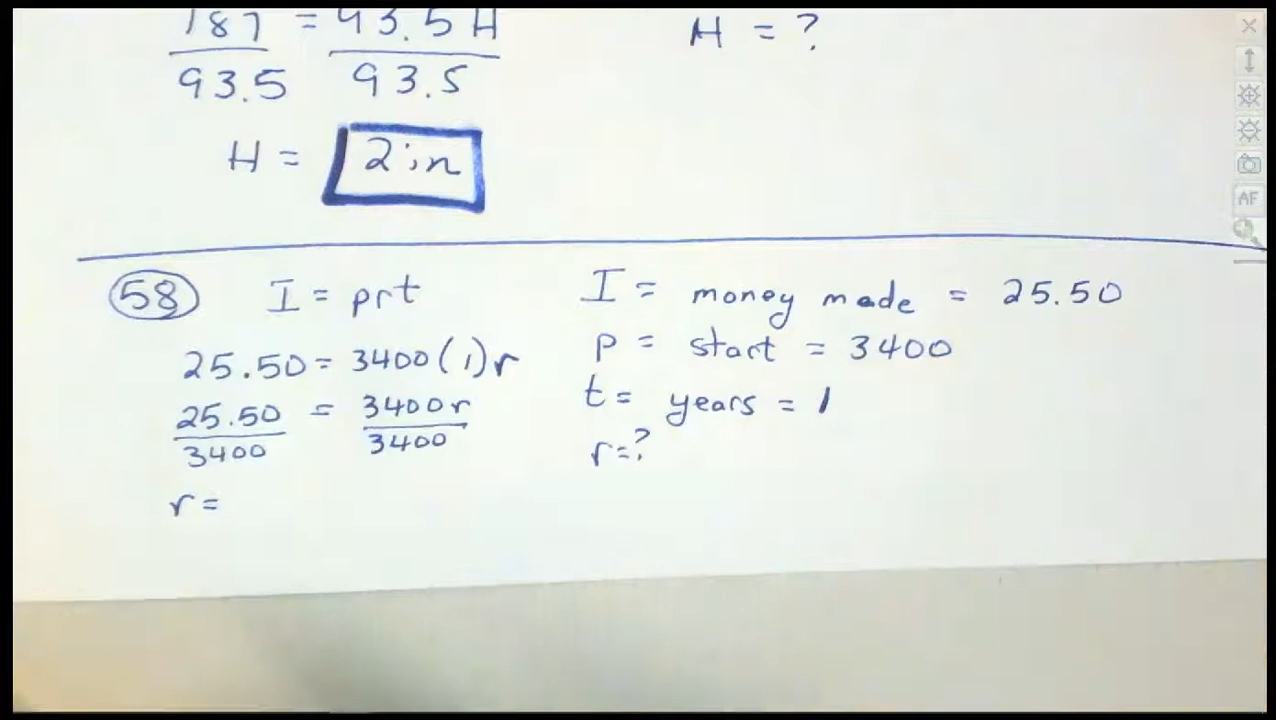 187 = 93.5 H
93.5 93.5
H = ?
H = 2in
58 I = prt
25.50 = 3400(1)r
25.50 = 3400r
3400 3400
r =
I = money made = 25.50
P = start = 3400
t = years = 1
r=?
AF